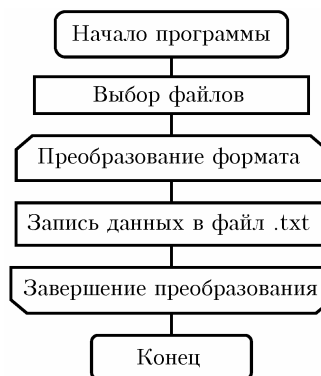 Начало программы
Выбор файлов
Преобразование формата
Запись данных в файл .txt
Завершение преобразования
Конец